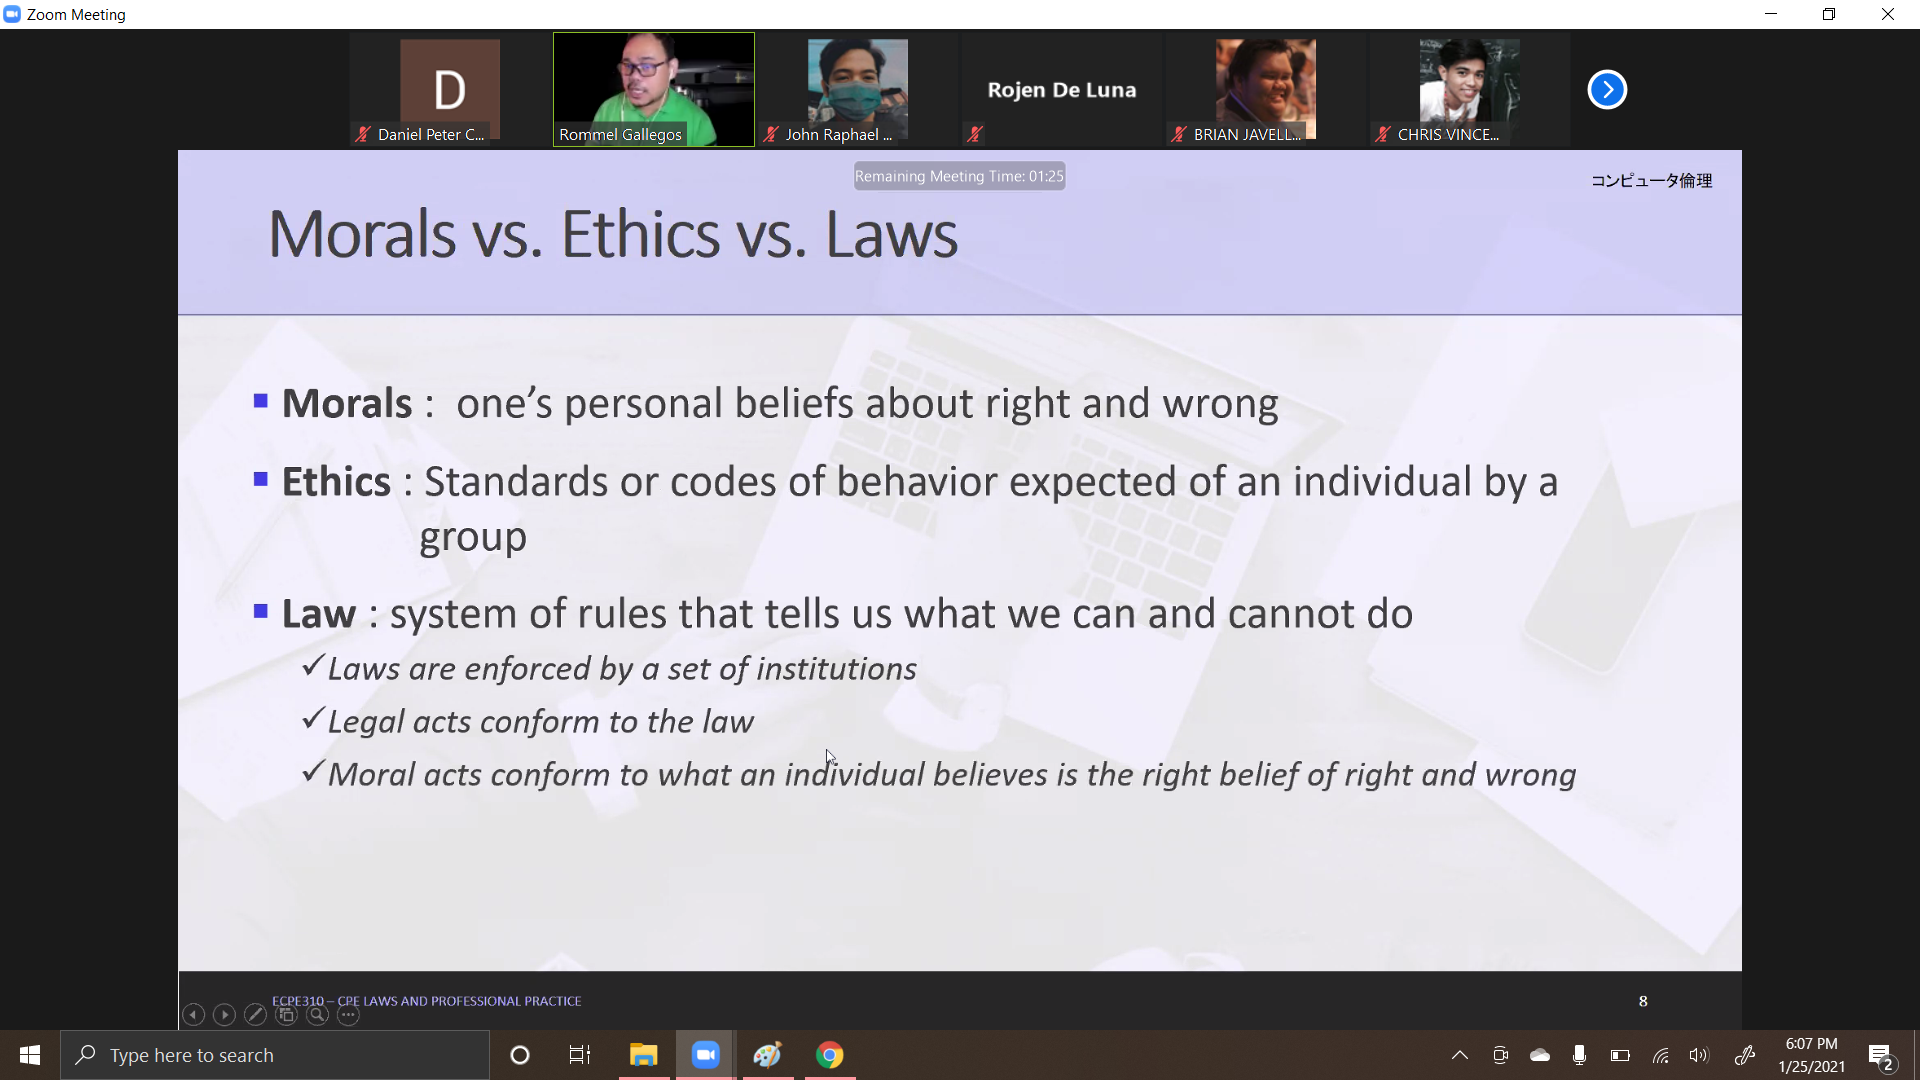 Zoom Meeting
D
Daniel Peter C...
Rommel Gallegos
John Raphael ...
Rojen De Luna
BRIAN JAVELL...
CHRIS VINCE...
Remaining Meeting Time: 01:25
コンピュータ倫理
Morals vs. Ethics vs. Laws
Morals : one’s personal beliefs about right and wrong
Ethics : Standards or codes of behavior expected of an individual by a
group
Law : system of rules that tells us what we can and cannot do
Laws are enforced by a set of institutions
Legal acts conform to the law
Moral acts conform to what an individual believes is the right belief of right and wrong
ECPE310 – CPE LAWS AND PROFESSIONAL PRACTICE
8
Type here to search
6:07 PM
1/25/2021
2